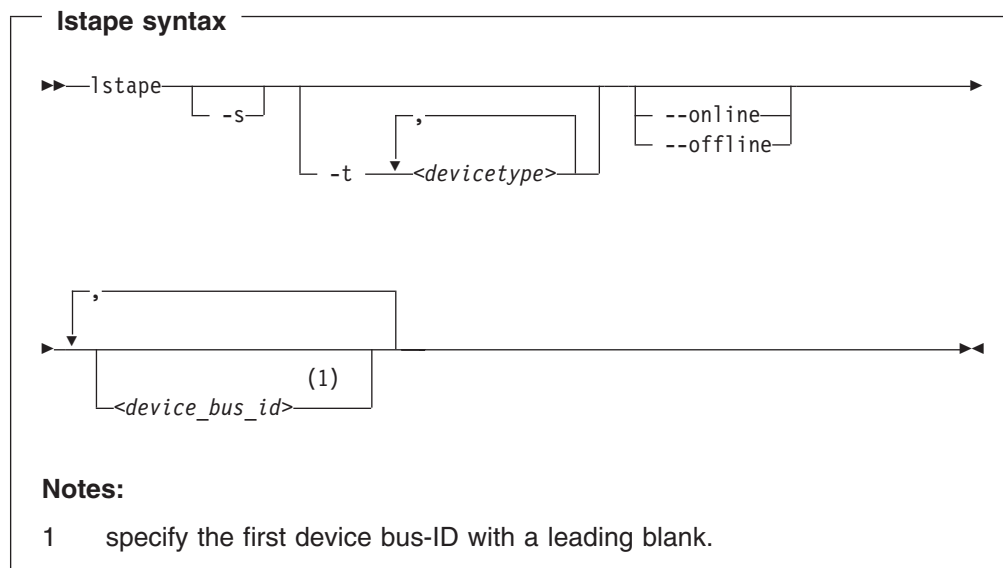 lstape syntax
lstape
-s
,
-t <devicetype>
--online
--offline
,
(1)
<device_bus_id>
Notes:
1 specify the first device bus-ID with a leading blank.